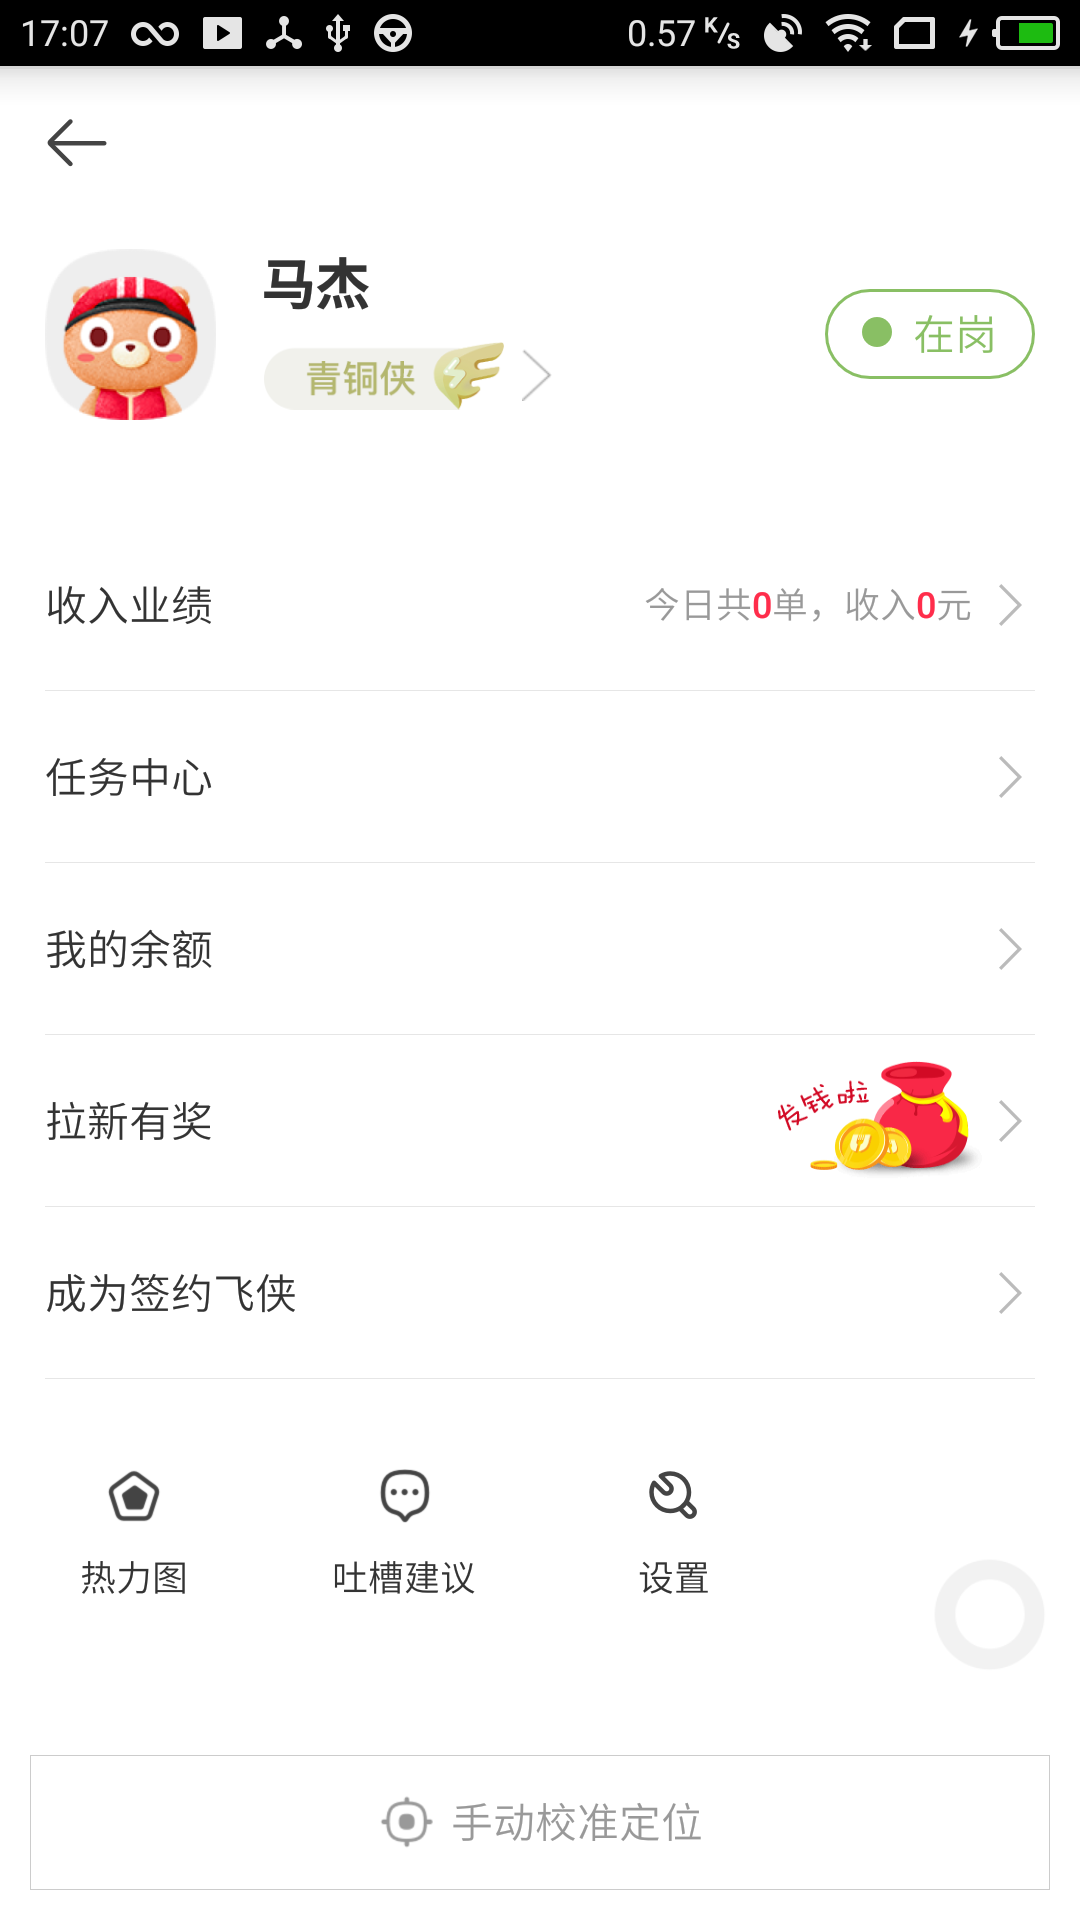 17:07 0.57 K/s
马杰
青铜侠
在岗
收入业绩 今日共0单，收入0元
任务中心
我的余额
拉新有奖 发钱啦
成为签约飞侠
热力图 吐槽建议 设置
手动校准定位